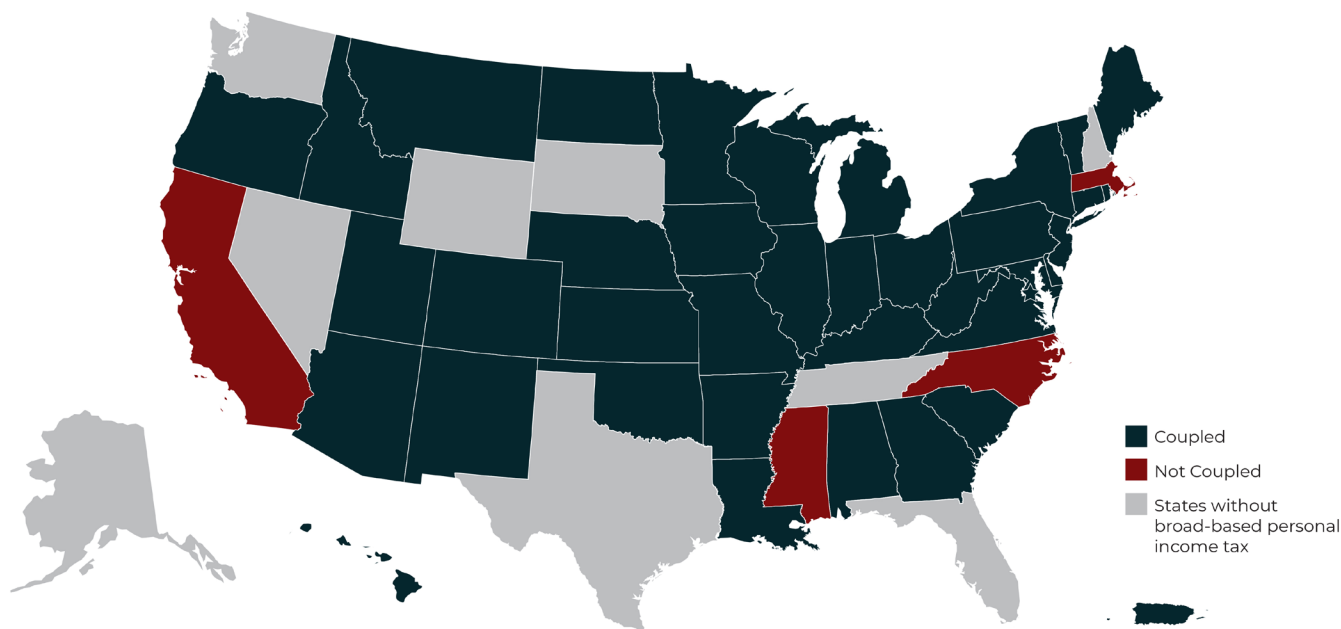 Coupled
Not Coupled
States without
broad-based personal
income tax